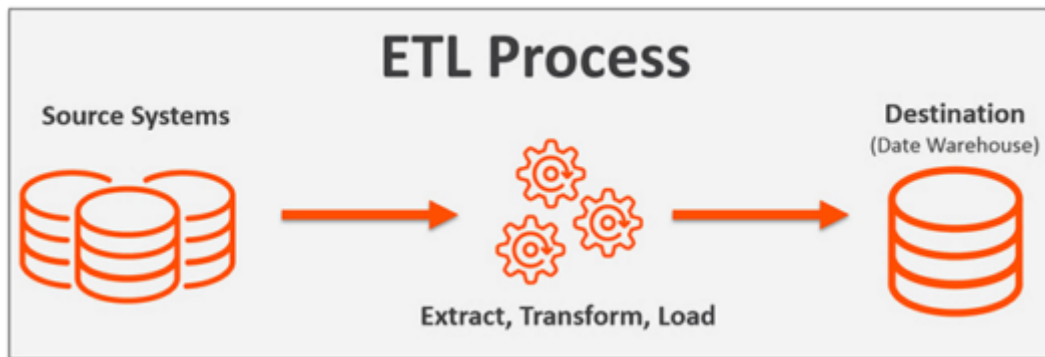 ETL Process
Source Systems
Destination
(Date Warehouse)
Extract, Transform, Load